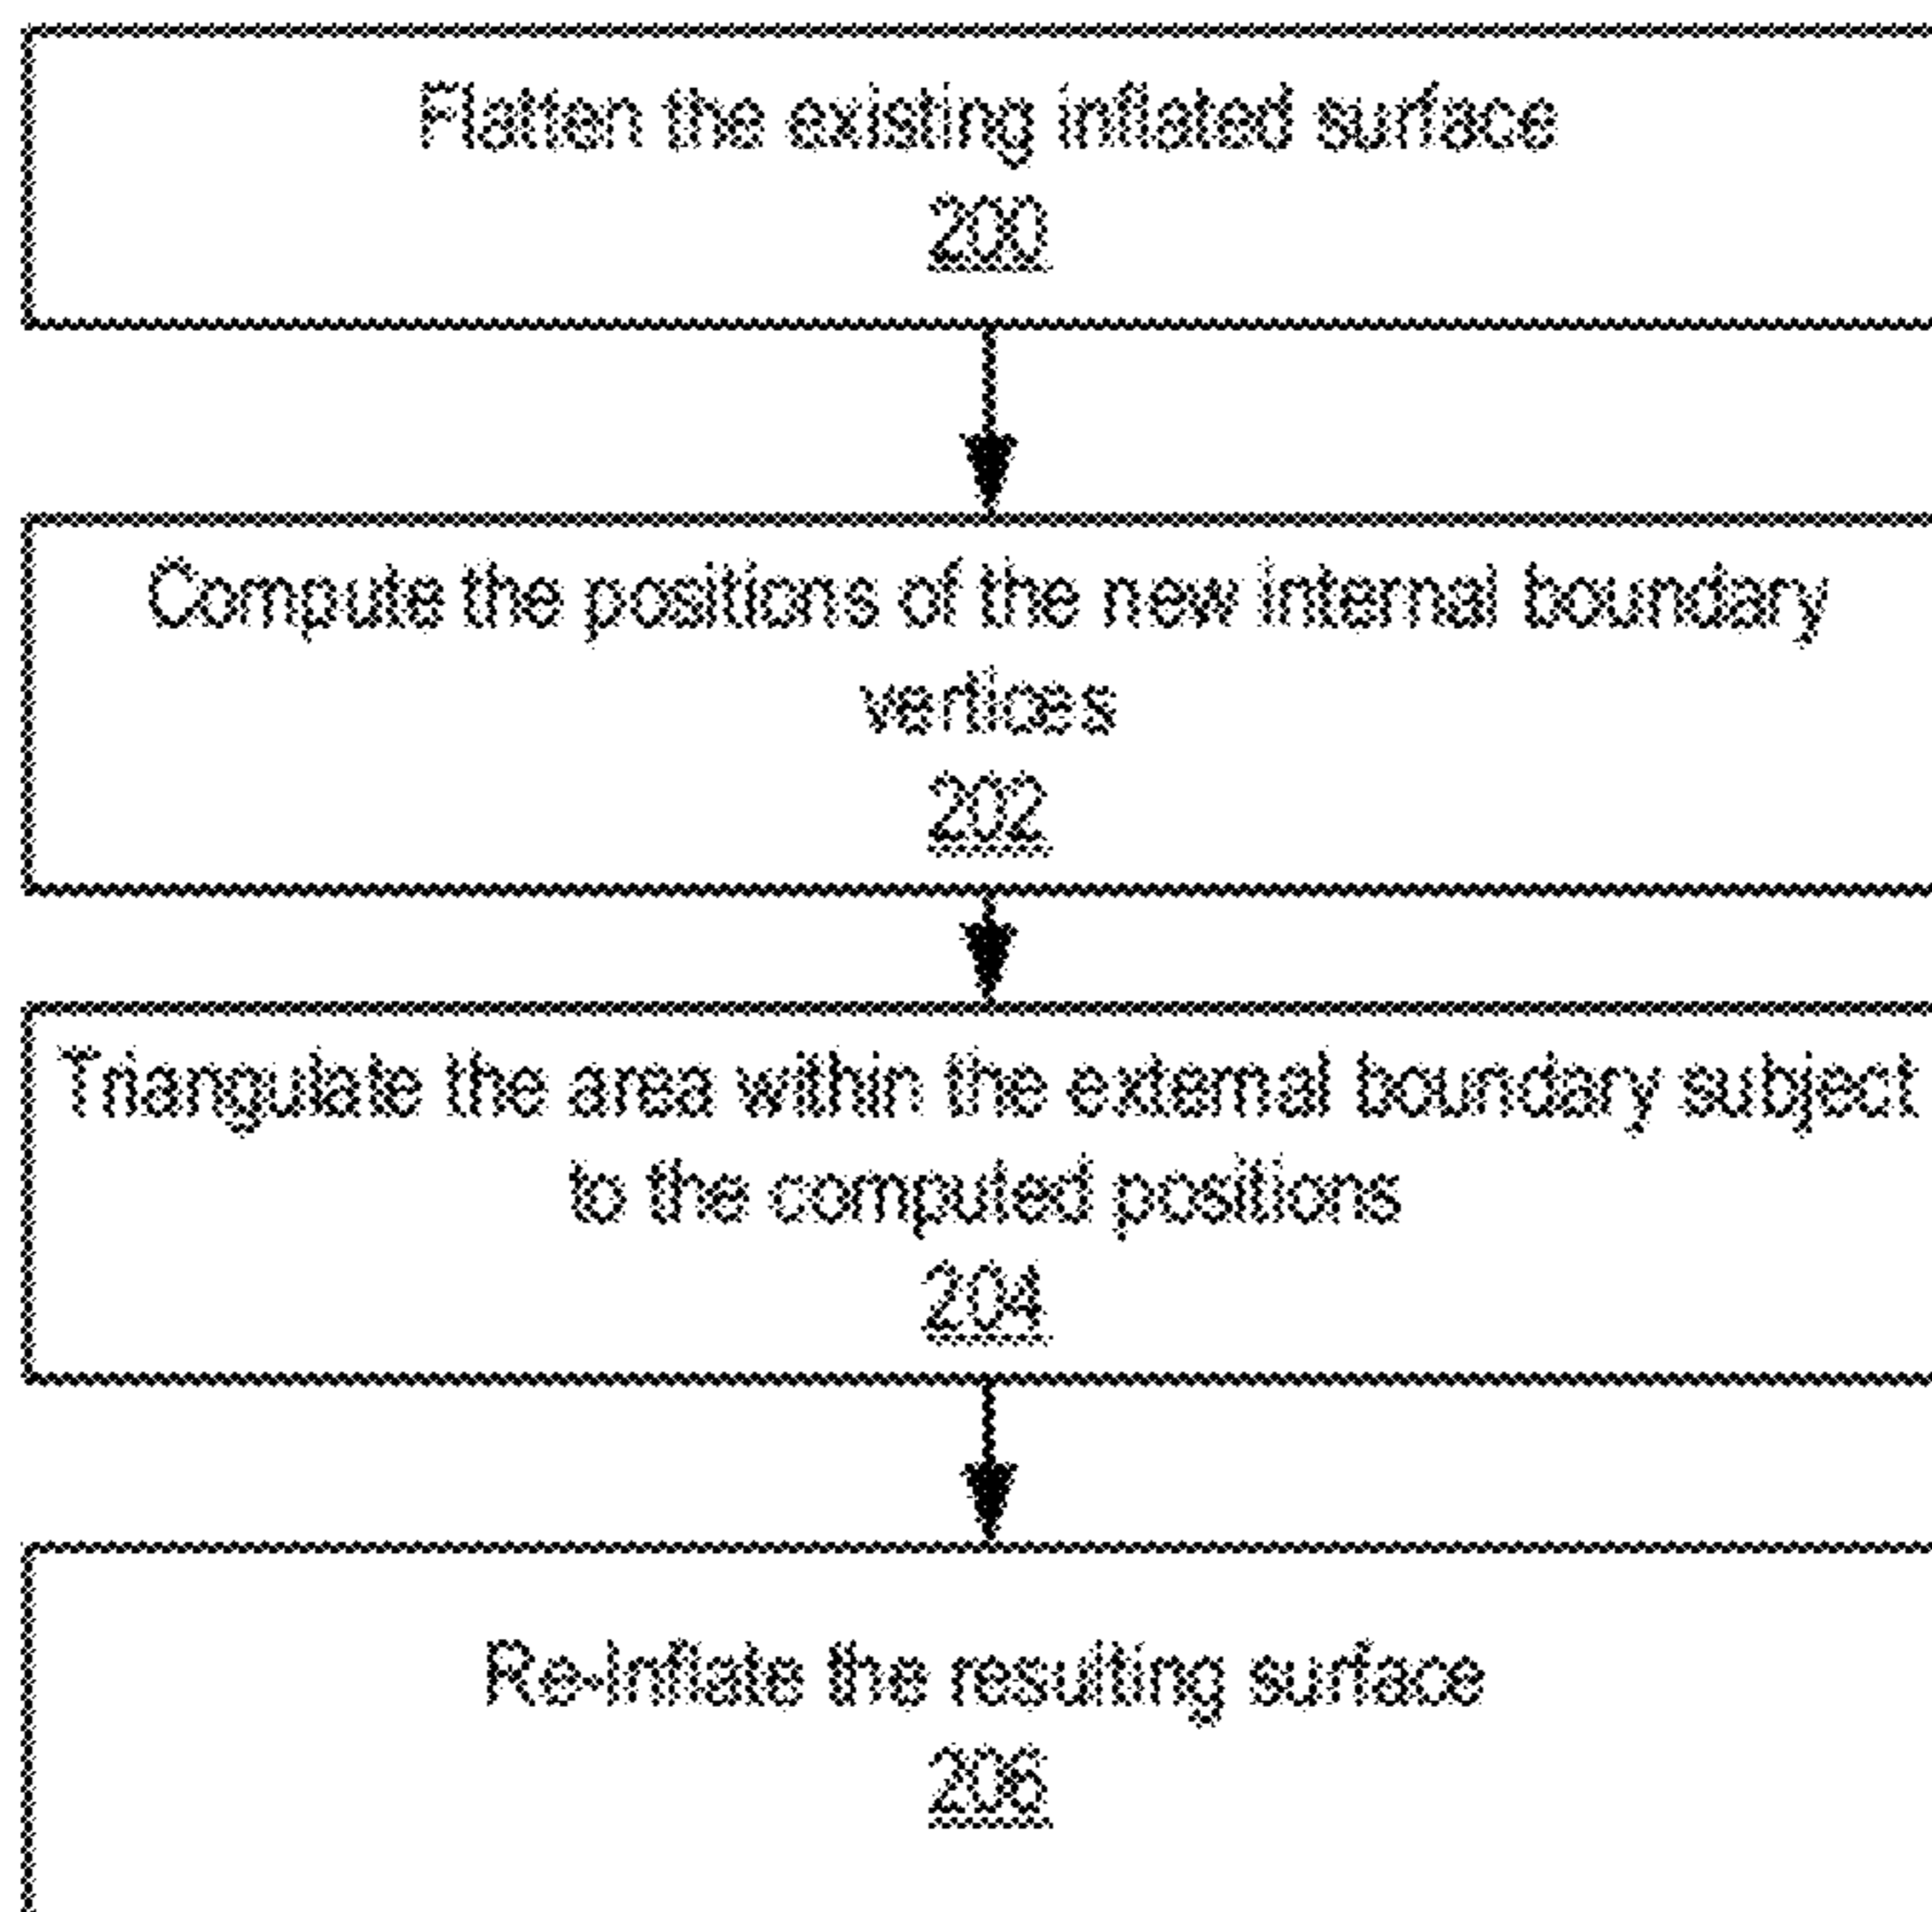 Flatten the existing inflated surface
200
Compute the positions of the new internal boundary
vertices
202
Triangulate the area within the external boundary subject
to the computed positions
204
Re-Inflate the resulting surface
206